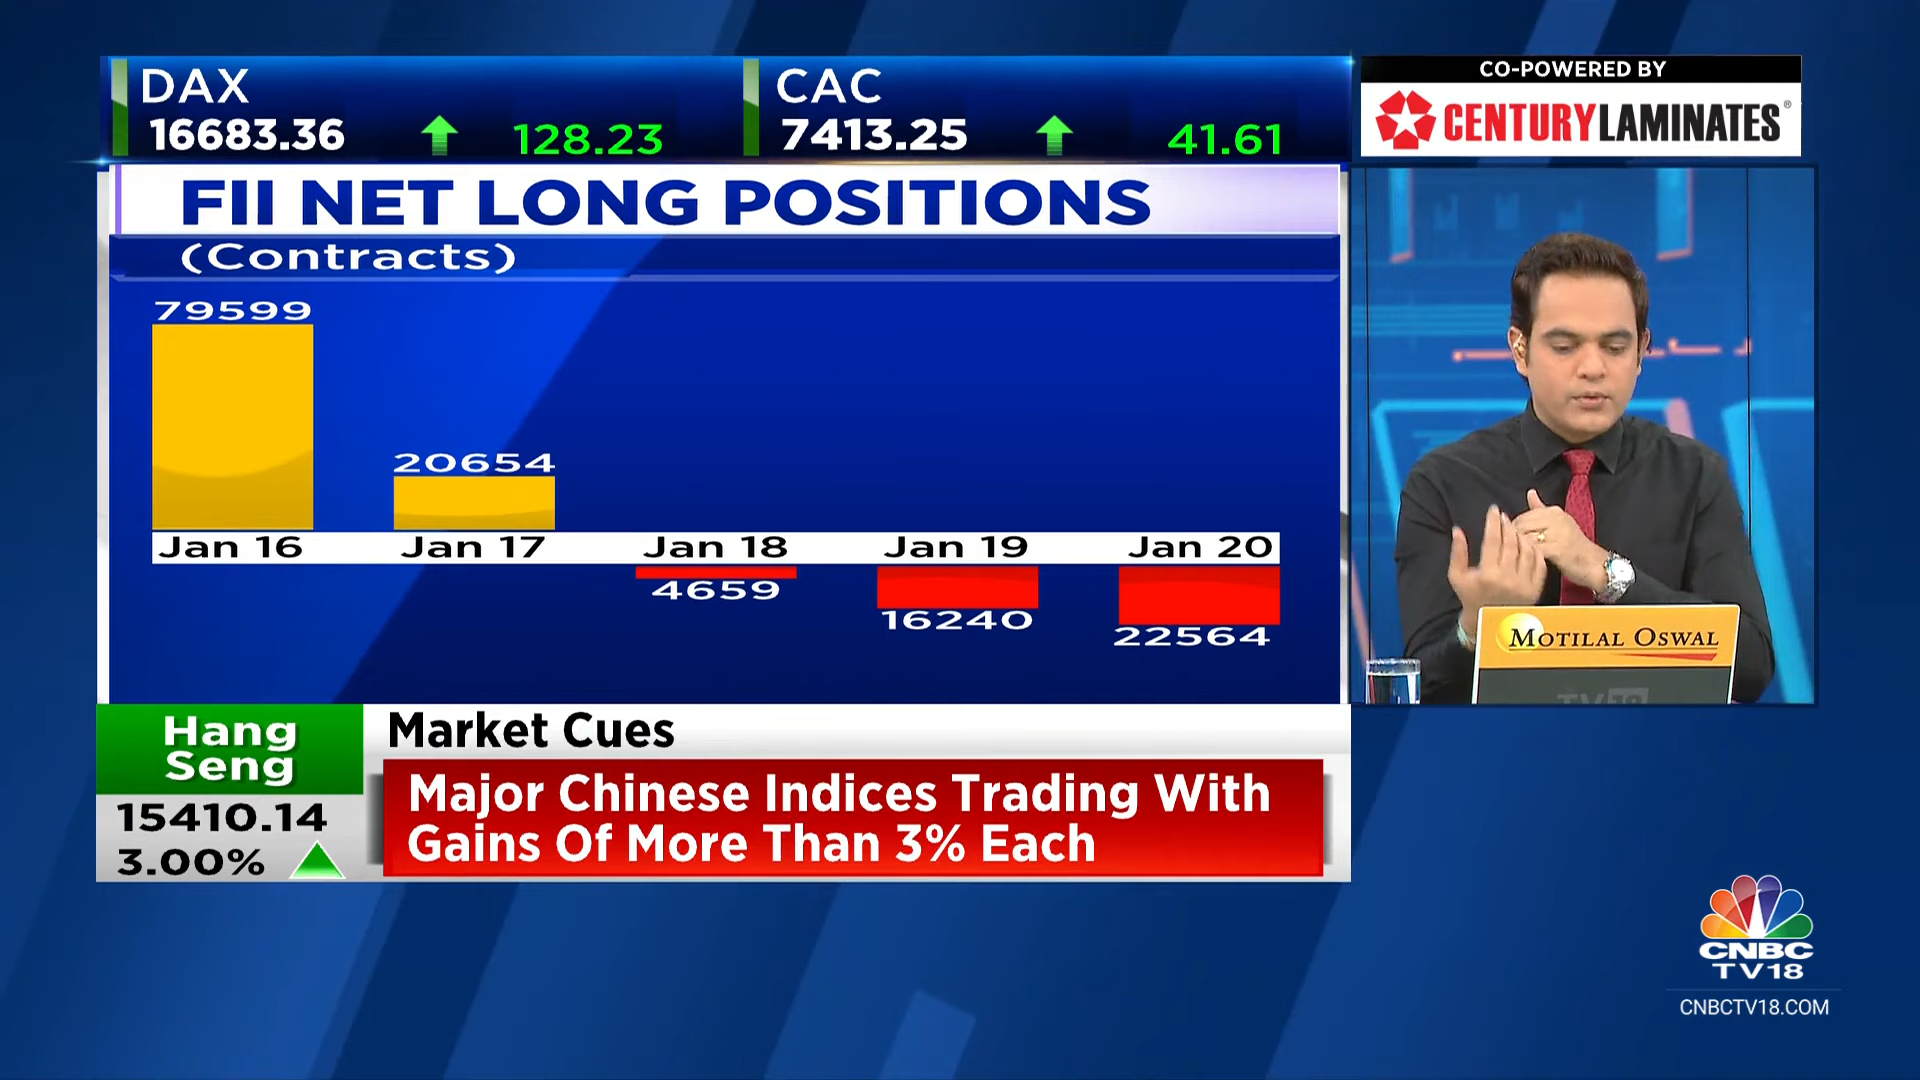 DAX
16683.36 128.23
CAC
7413.25 41.61
CO-POWERED BY
CENTURYLAMINATES®
FII NET LONG POSITIONS
(Contracts)
79599
20654
Jan 16 Jan 17 Jan 18 Jan 19 Jan 20
4659
16240
22564
MOTILAL OSWAL
TV18
Hang
Seng
15410.14
3.00%
Market Cues
Major Chinese Indices Trading With
Gains Of More Than 3% Each
CNBC
TV18
CNBCTV18.COM